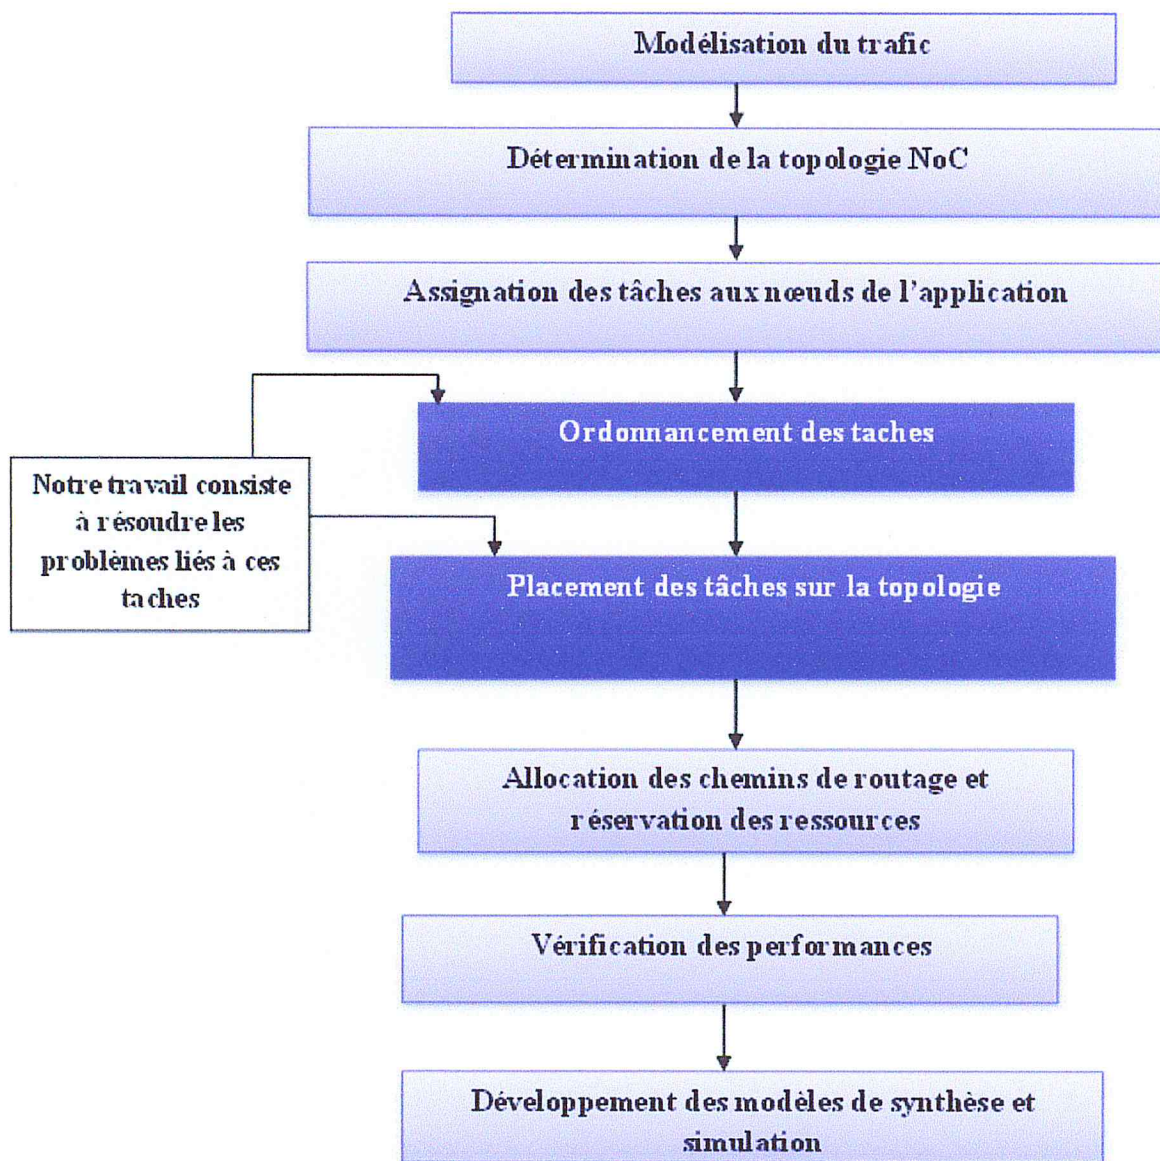 Modélisation du trafic
Détermination de la topologie NoC
Assignation des tâches aux nœuds de l'application
Ordonnancement des taches
Notre travail consiste
à résoudre les
problèmes liés à ces
taches
Placement des tâches sur la topologie
Allocation des chemins de routage et
réservation des ressources
Vérification des performances
Développement des modèles de synthèse et
simulation